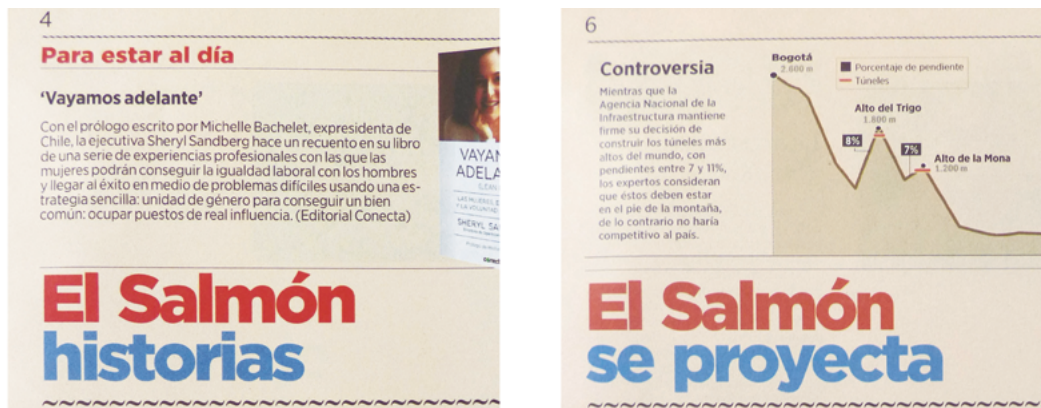 4
Para estar al día
‘Vayamos adelante’
Con el prólogo escrito por Michelle Bachelet, expresidenta de
Chile, la ejecutiva Sheryl Sandberg hace un recuento en su libro
de una serie de experiencias profesionales con las que las
mujeres podrán conseguir la igualdad laboral con los hombres
y llegar al éxito en medio de problemas difíciles usando una es-
trategia sencilla: unidad de género para conseguir un bien
común: ocupar puestos de real influencia. (Editorial Conecta)
VAYAM
ADELA
SHERYL SA
El Salmón
historias
6
Controversia
Mientras que la
Agencia Nacional de la
Infraestructura mantiene
firme su decisión de
construir los túneles más
altos del mundo, con
pendientes entre 7 y 11%,
los expertos consideran
que éstos deben estar
en el pie de la montaña,
de lo contrario no haría
competitivo al país.
Bogotá
2.600 m
Porcentaje de pendiente
Túneles
Alto del Trigo
1.800 m
8%
7%
Alto de la Mona
1.200 m
El Salmón
se proyecta